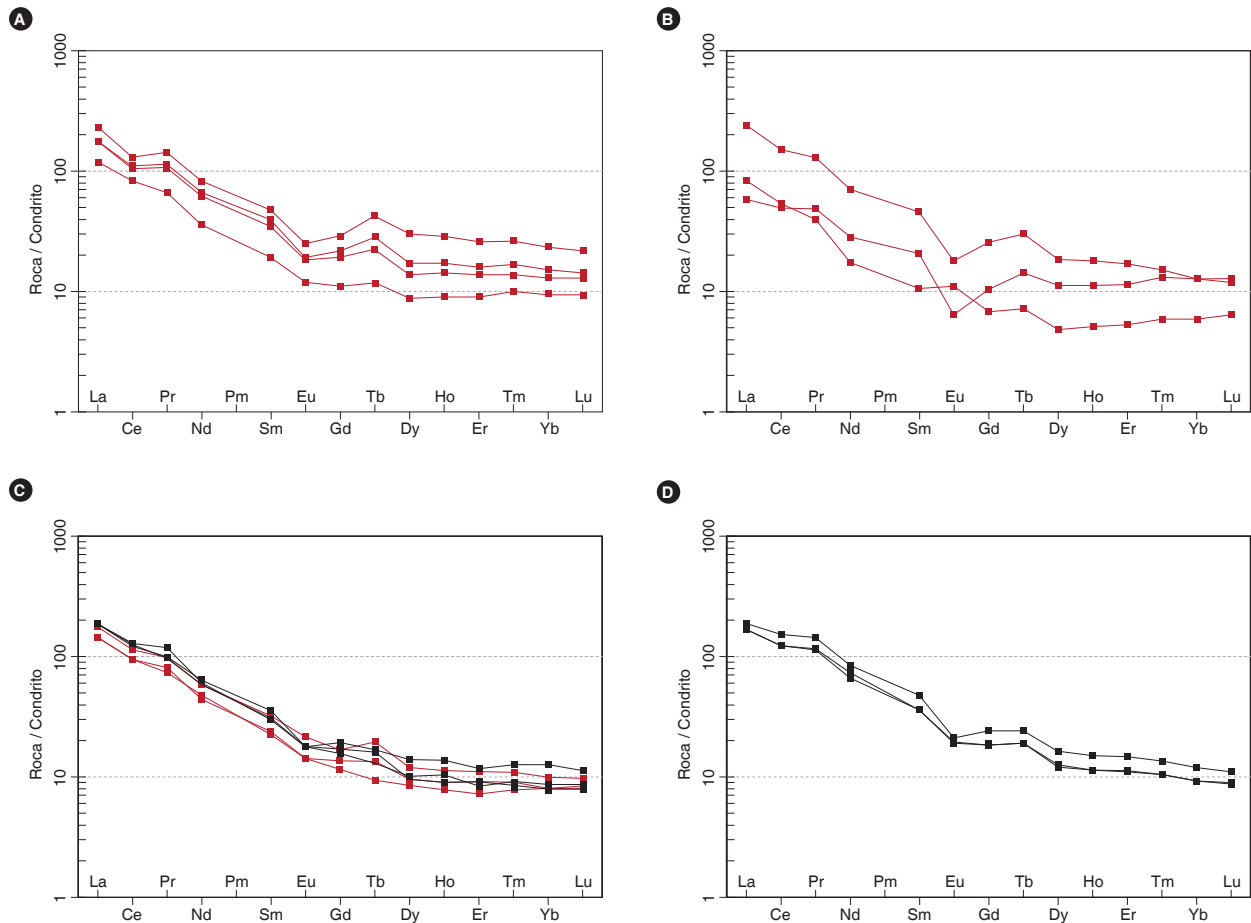 A
Roca / Condrito
1000
100
10
1
La Pr Pm Eu Tb Ho Tm Lu
Ce Nd Sm Gd Dy Er Yb
B
Roca / Condrito
1000
100
10
1
La Pr Pm Eu Tb Ho Tm Lu
Ce Nd Sm Gd Dy Er Yb
C
Roca / Condrito
1000
100
10
1
La Pr Pm Eu Tb Ho Tm Lu
Ce Nd Sm Gd Dy Er Yb
D
Roca / Condrito
1000
100
10
1
La Pr Pm Eu Tb Ho Tm Lu
Ce Nd Sm Gd Dy Er Yb